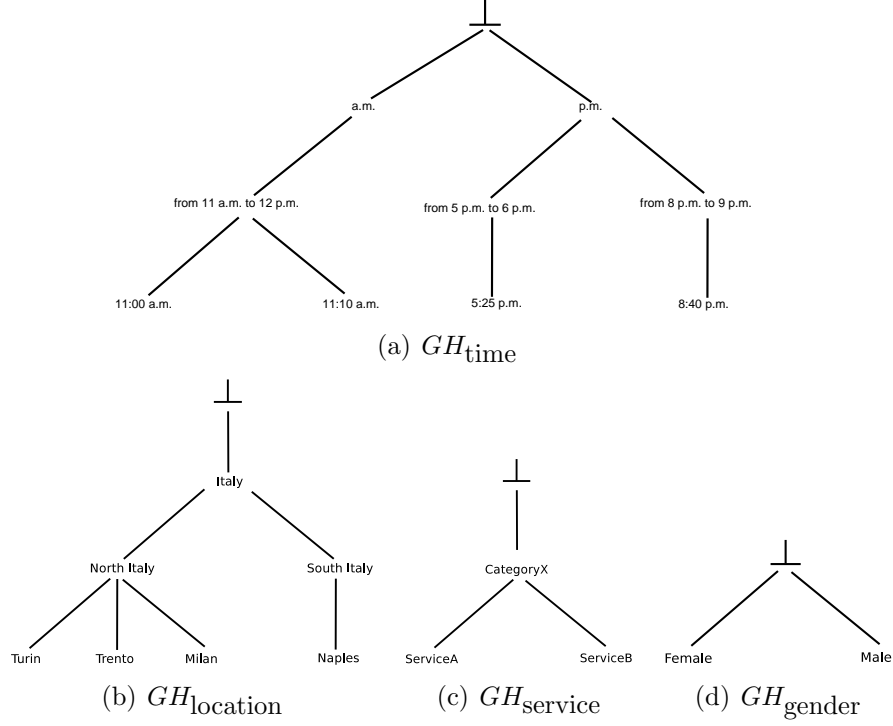 ⊥
a.m. p.m.
from 11 a.m. to 12 p.m. from 5 p.m. to 6 p.m. from 8 p.m. to 9 p.m.
11:00 a.m. 11:10 a.m. 5:25 p.m. 8:40 p.m.
(a) GH_time
⊥
Italy
North Italy South Italy
Turin Trento Milan Naples
(b) GH_location
⊥
CategoryX
ServiceA ServiceB
(c) GH_service
⊥
Female Male
(d) GH_gender